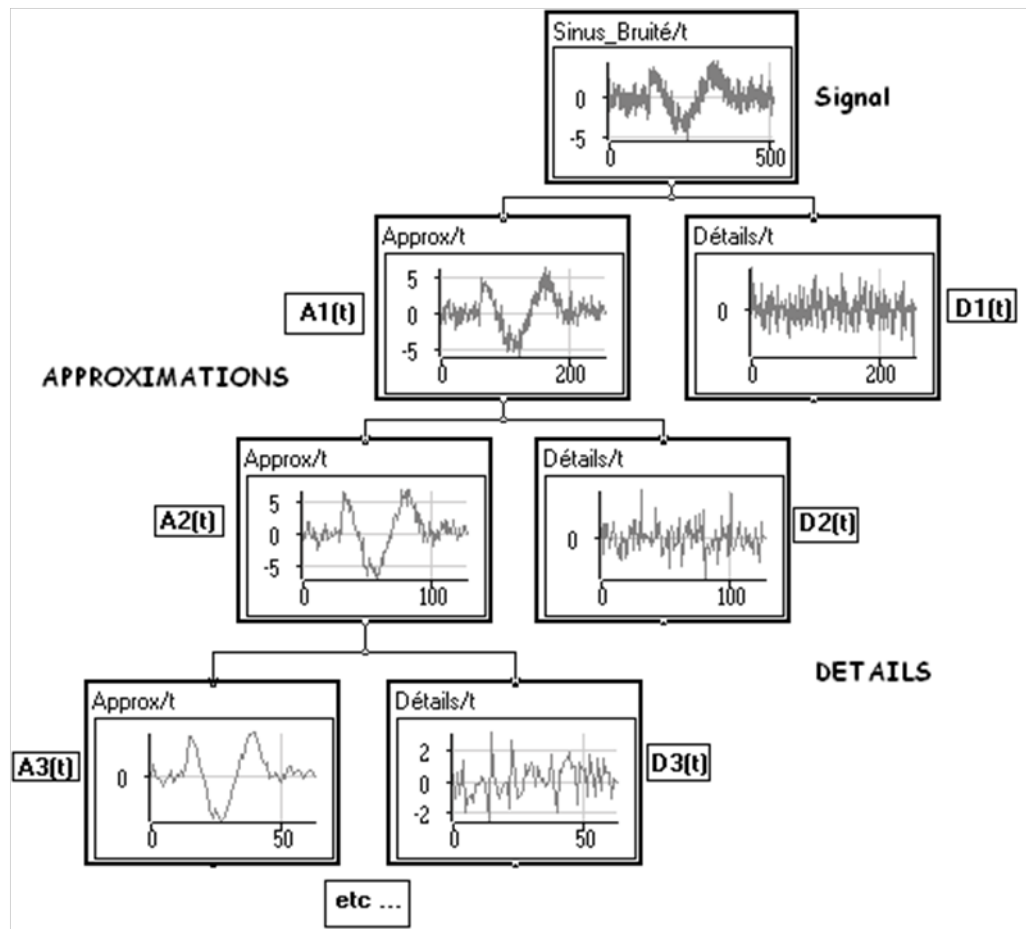 Sinus_Bruité/t
0
-5
0 500
Signal
Approx/t
5
0
-5
0 200
A1(t)
Détails/t
0
0 200
D1(t)
APPROXIMATIONS
Approx/t
5
0
-5
0 100
A2(t)
Détails/t
0
0 100
D2(t)
DETAILS
Approx/t
0
0 50
A3(t)
Détails/t
2
0
-2
0 50
D3(t)
etc ...